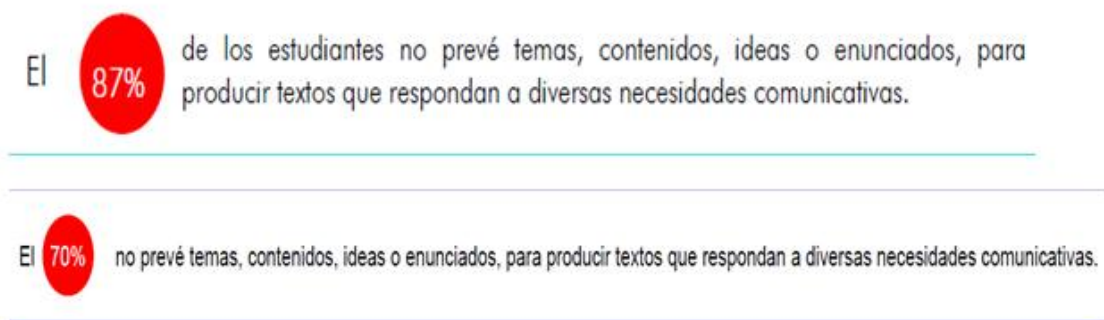 El 87% de los estudiantes no prevé temas, contenidos, ideas o enunciados, para
producir textos que respondan a diversas necesidades comunicativas.
El 70% no prevé temas, contenidos, ideas o enunciados, para producir textos que respondan a diversas necesidades comunicativas.